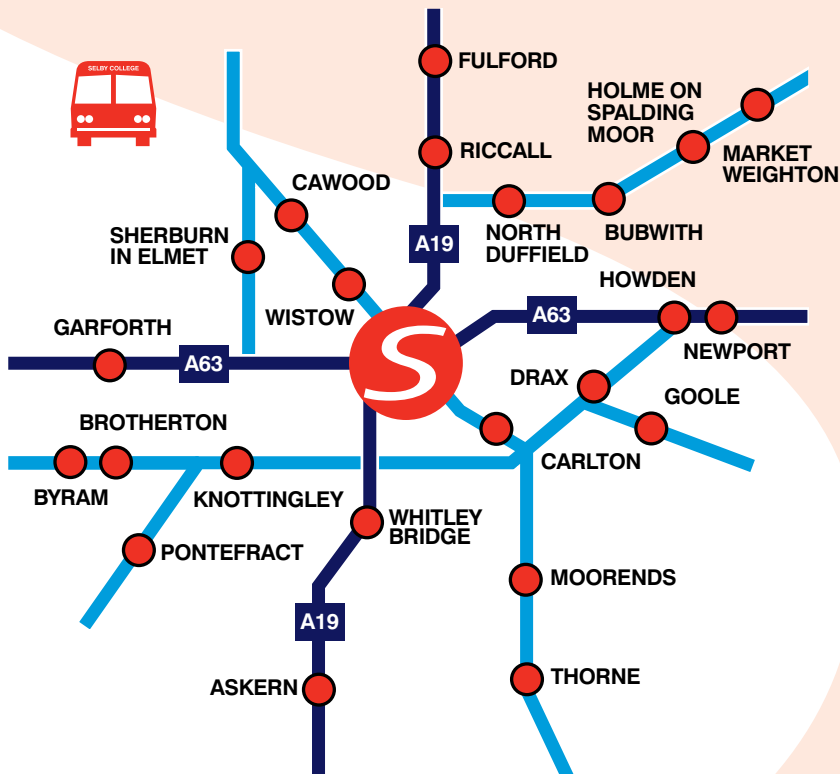 SELBY COLLEGE
FULFORD
HOLME ON
SPALDING
MOOR
RICCALL
MARKET
WEIGHTON
CAWOOD
SHERBURN
IN ELMET
A19
NORTH
DUFFIELD
BUBWITH
HOWDEN
WISTOW
A63
GARFORTH
S
NEWPORT
A63
DRAX
GOOLE
BROTHERTON
CARLTON
BYRAM
KNOTTINGLEY
WHITLEY
BRIDGE
PONTEFRACT
MOORENDS
A19
ASKERN
THORNE